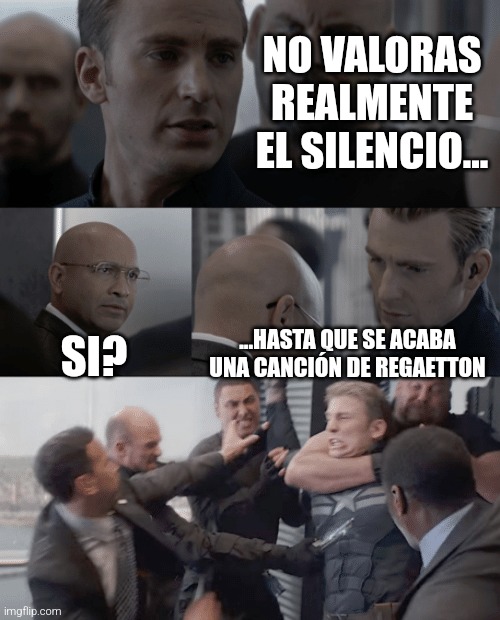 NO VALORAS
REALMENTE
EL SILENCIO...
SI?
...HASTA QUE SE ACABA
UNA CANCIÓN DE REGAETTON
imgflip.com